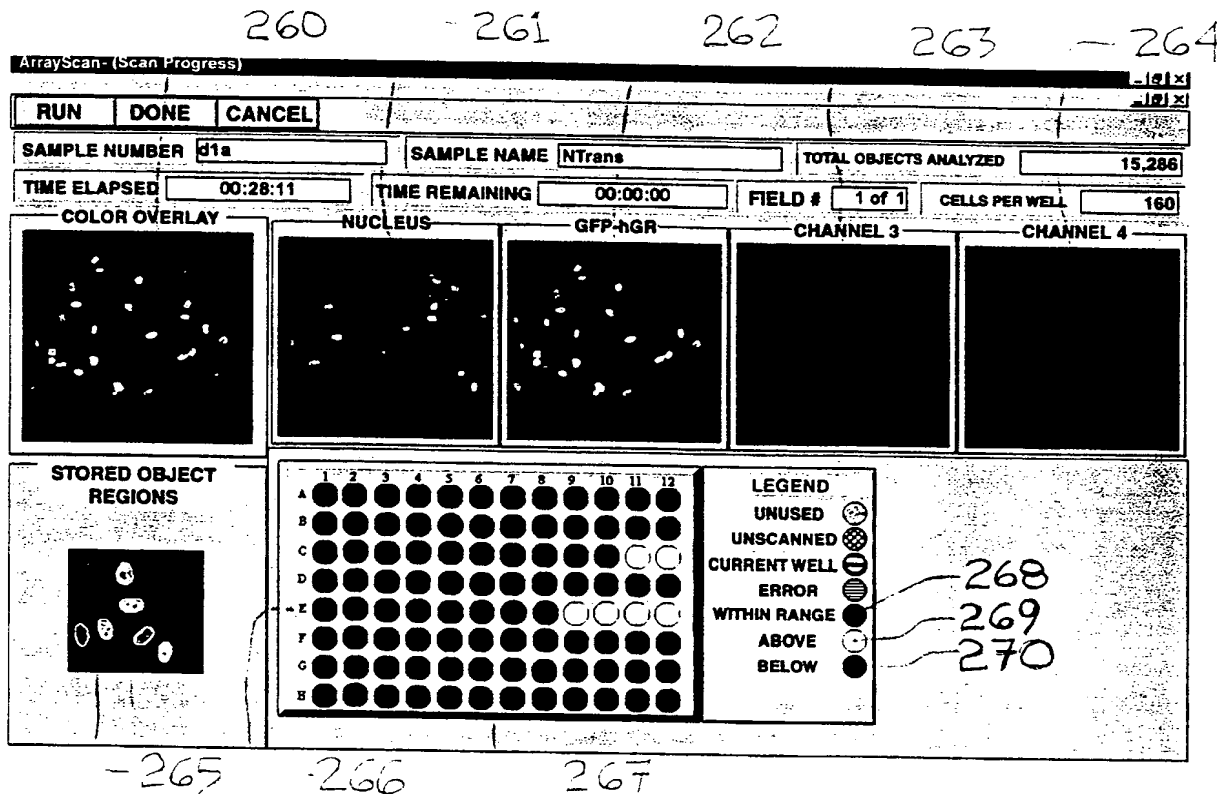 260 - 261 262 263 - 264
ArrayScan- (Scan Progress)
RUN DONE CANCEL
SAMPLE NUMBER d1a SAMPLE NAME NTrans TOTAL OBJECTS ANALYZED 15,286
TIME ELAPSED 00:28:11 TIME REMAINING 00:00:00 FIELD # 1 of 1 CELLS PER WELL 160
COLOR OVERLAY NUCLEUS GFP-hGR CHANNEL 3 CHANNEL 4
STORED OBJECT
REGIONS
1 2 3 4 5 6 7 8 9 10 11 12
A
B
C
D
E
F
G
H
LEGEND
UNUSED
UNSCANNED
CURRENT WELL
ERROR
WITHIN RANGE 268
ABOVE 269
BELOW 270
-265 266 267